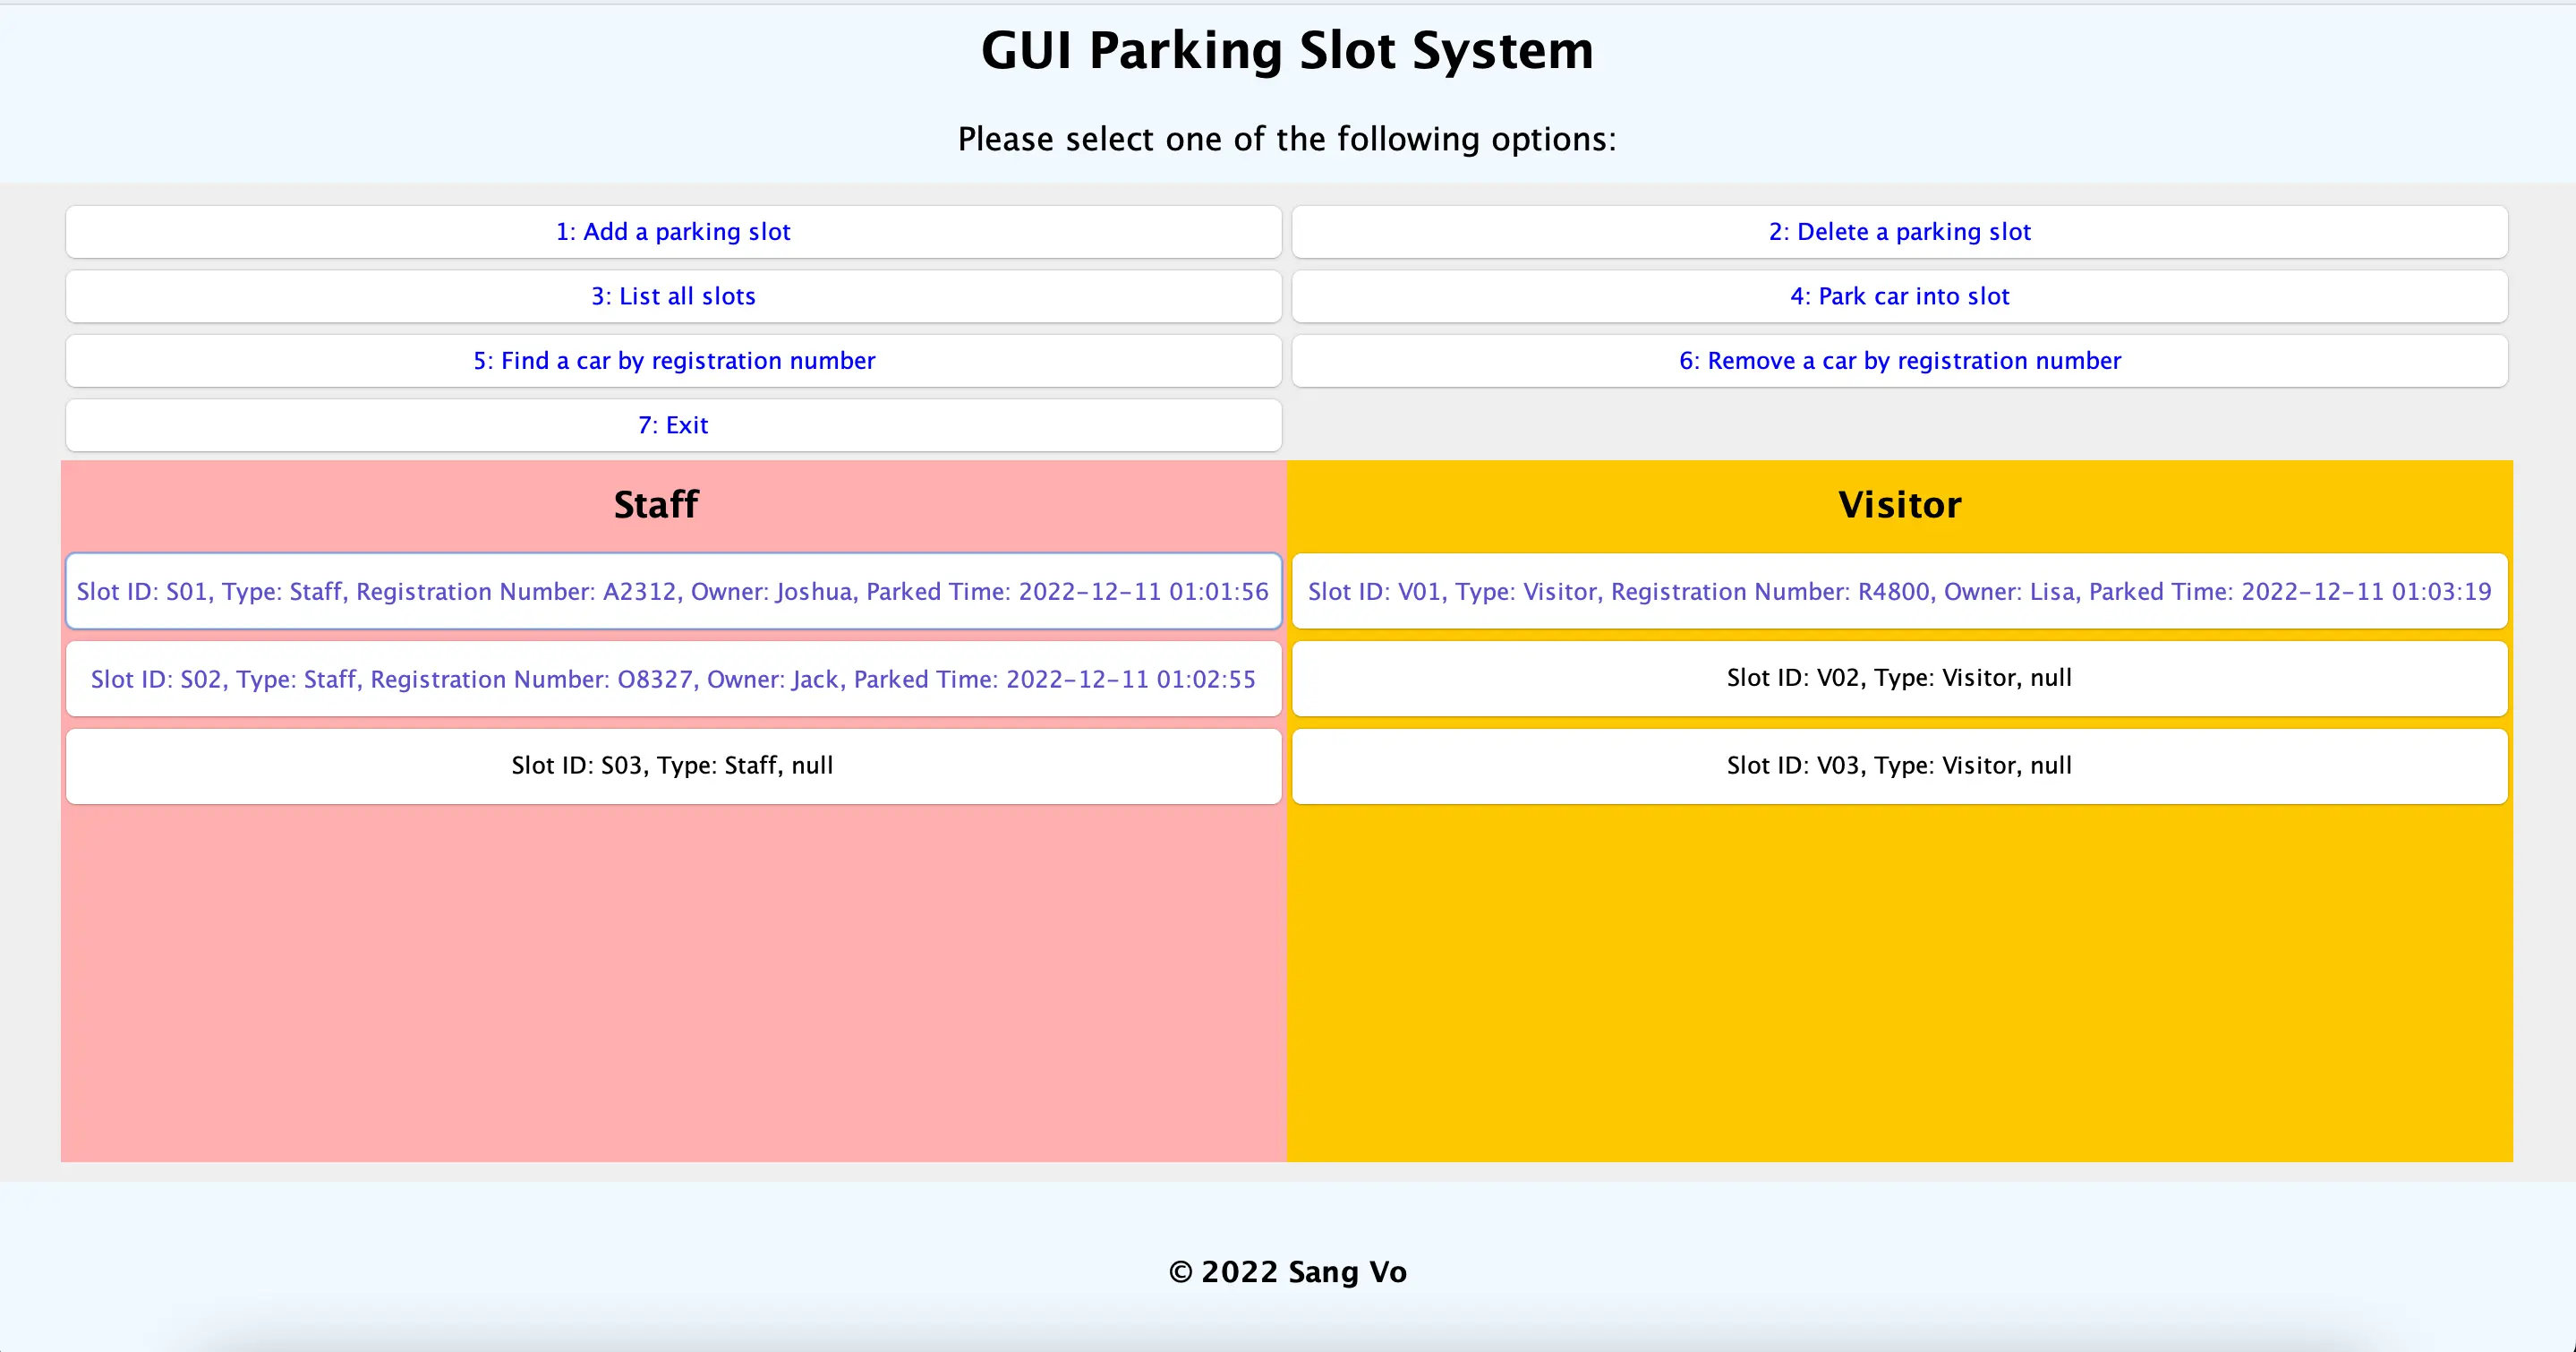 GUI Parking Slot System
Please select one of the following options:
1: Add a parking slot
2: Delete a parking slot
3: List all slots
4: Park car into slot
5: Find a car by registration number
6: Remove a car by registration number
7: Exit
Staff
Slot ID: S01, Type: Staff, Registration Number: A2312, Owner: Joshua, Parked Time: 2022-12-11 01:01:56
Slot ID: S02, Type: Staff, Registration Number: O8327, Owner: Jack, Parked Time: 2022-12-11 01:02:55
Slot ID: S03, Type: Staff, null
Visitor
Slot ID: V01, Type: Visitor, Registration Number: R4800, Owner: Lisa, Parked Time: 2022-12-11 01:03:19
Slot ID: V02, Type: Visitor, null
Slot ID: V03, Type: Visitor, null
© 2022 Sang Vo